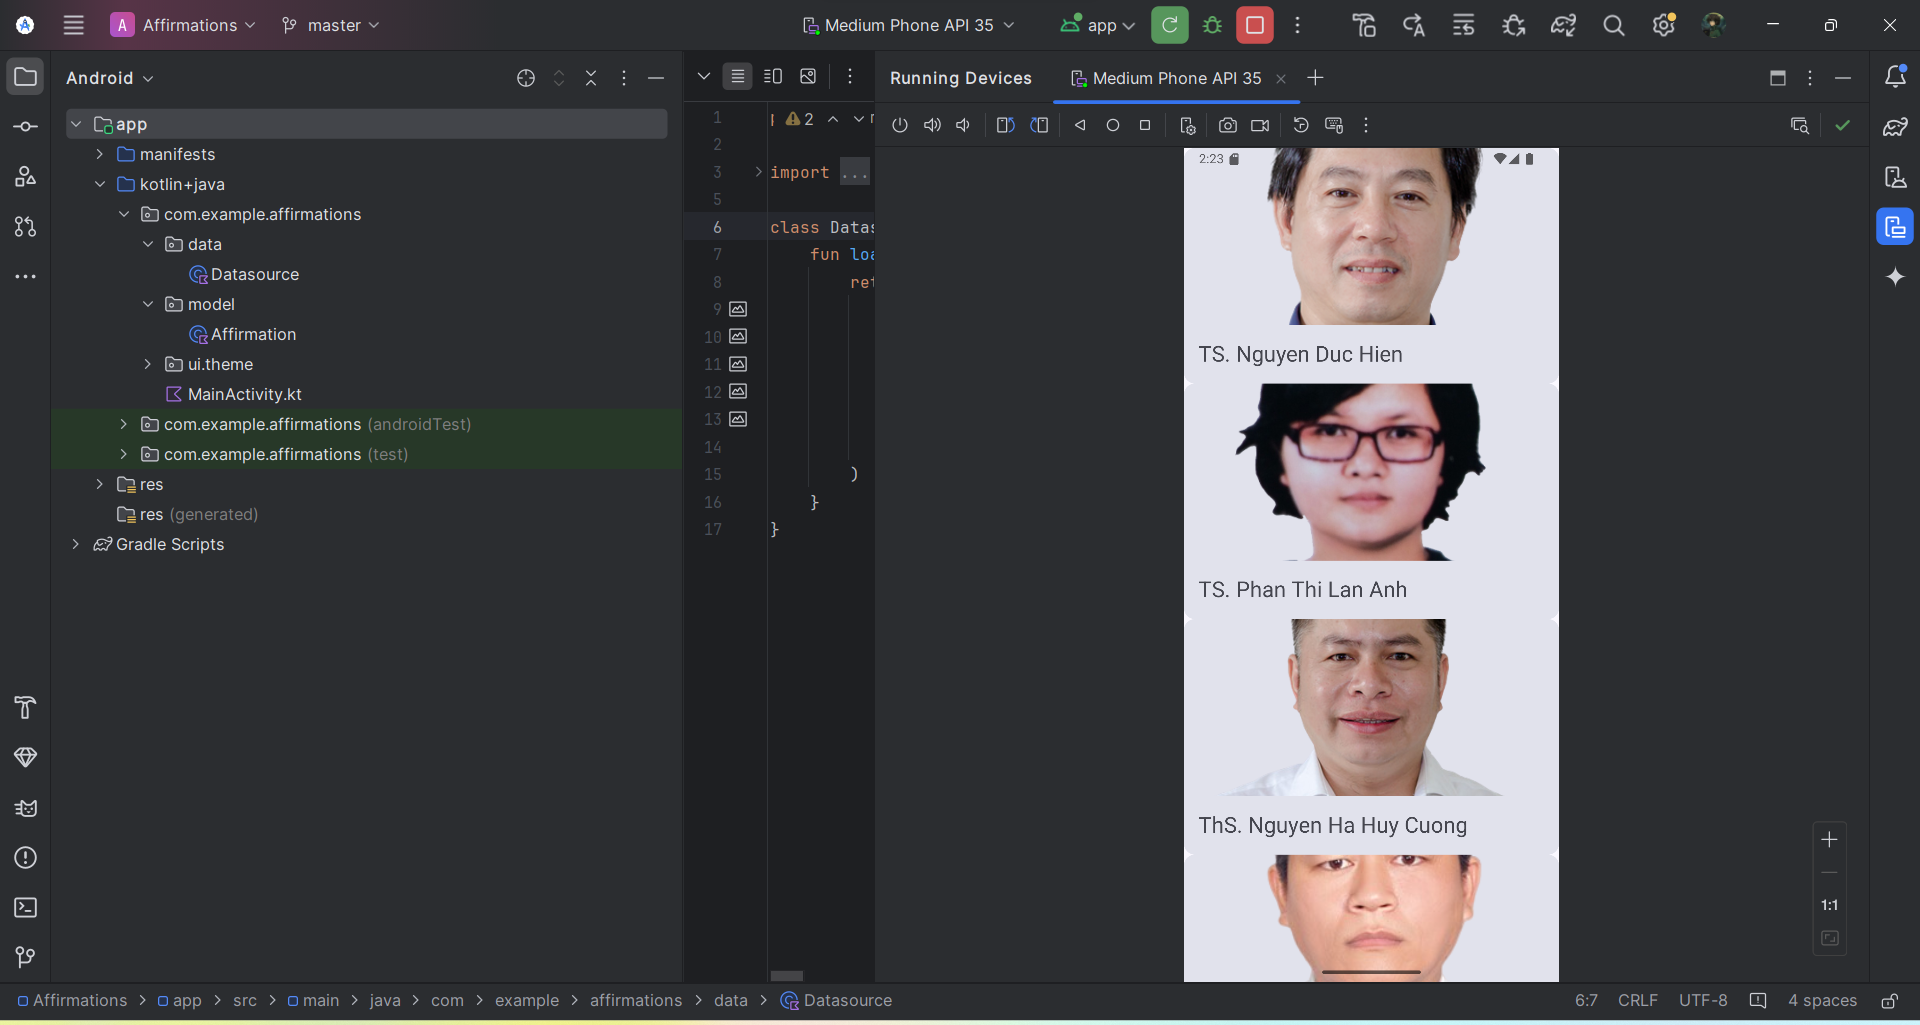 A Affirmations master Medium Phone API 35 app
Android
app
manifests
kotlin+java
com.example.affirmations
data
Datasource
model
Affirmation
ui.theme
MainActivity.kt
com.example.affirmations (androidTest)
com.example.affirmations (test)
res
res (generated)
Gradle Scripts
2
1
2
3 import ...
5
6 class Datas
7 fun loa
8 ret
9
10
11
12
13
14
15 )
16 }
17 }
Running Devices Medium Phone API 35
2:23
TS. Nguyen Duc Hien
TS. Phan Thi Lan Anh
ThS. Nguyen Ha Huy Cuong
1:1
Affirmations > app > src > main > java > com > example > affirmations > data > Datasource 6:7 CRLF UTF-8 4 spaces